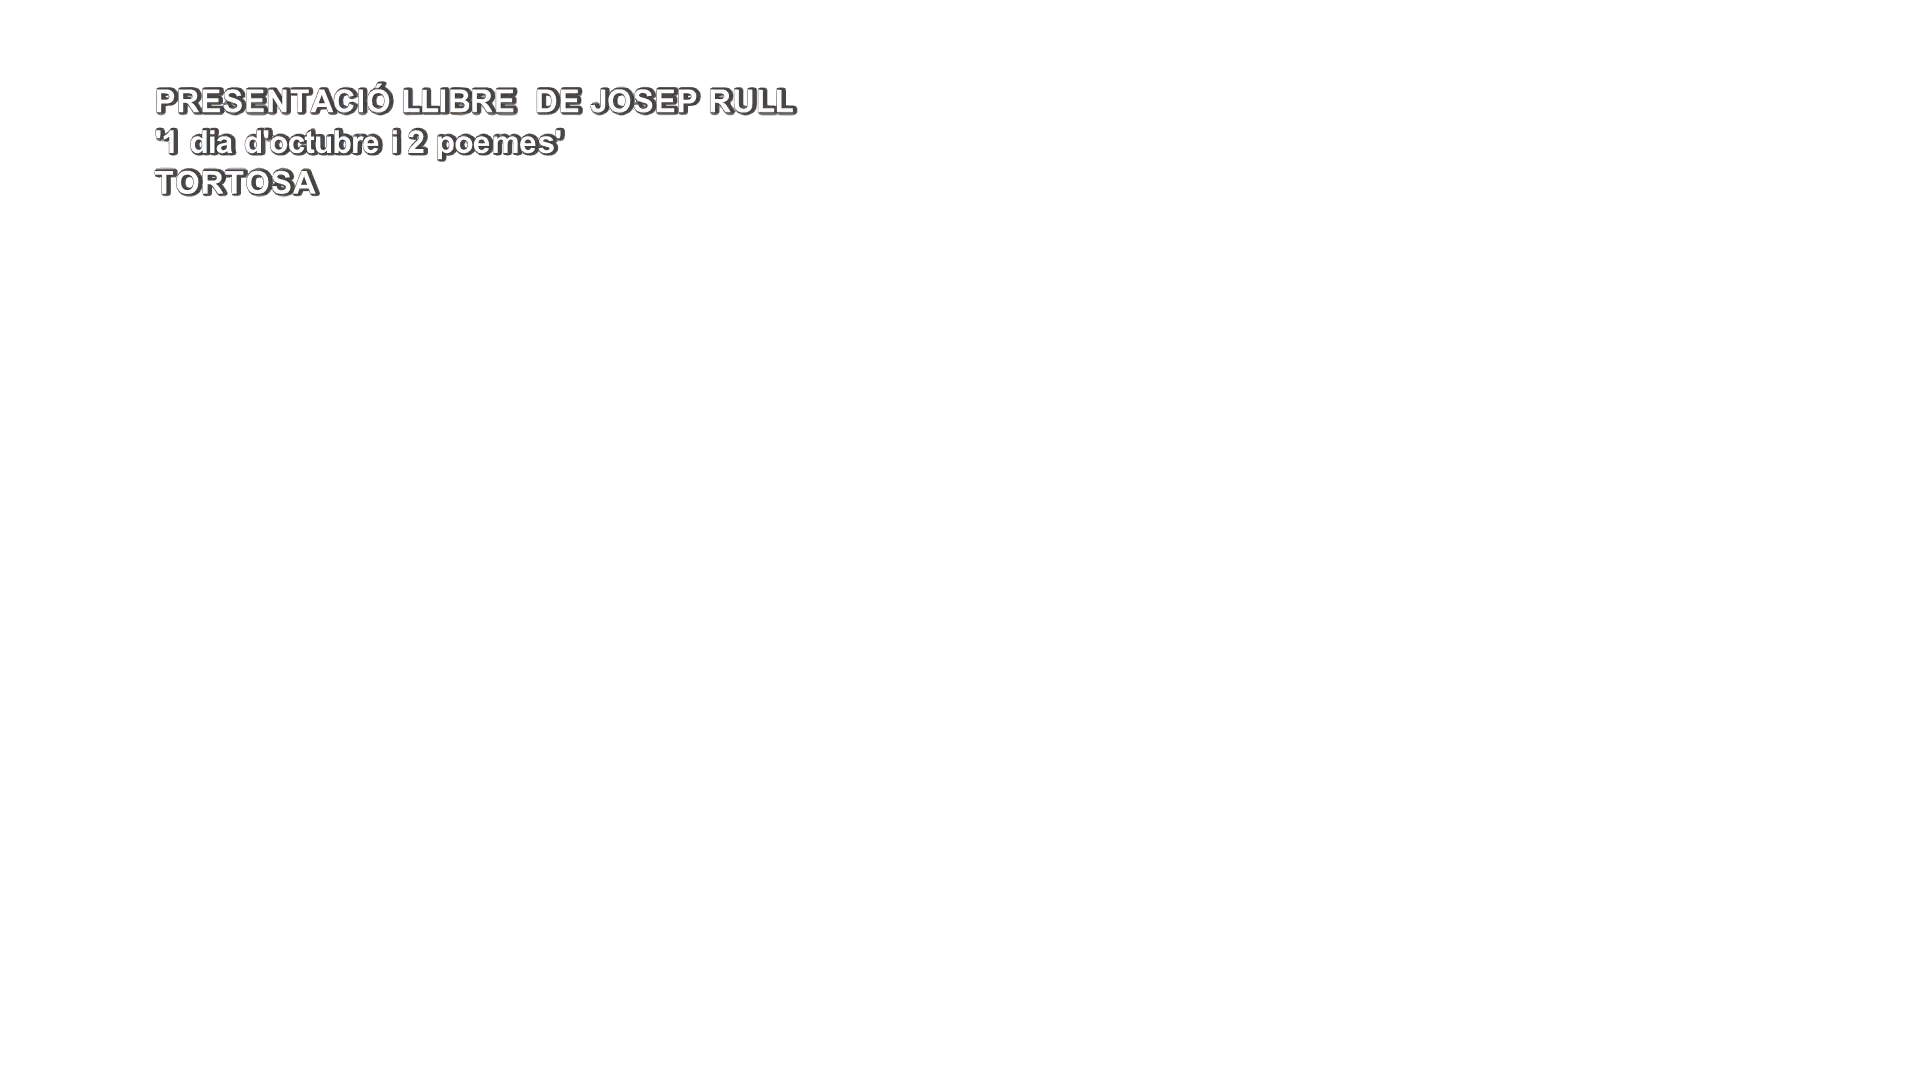 PRESENTACIÓ LLIBRE  DE JOSEP RULL
'1 dia d'octubre i 2 poemes'
TORTOSA